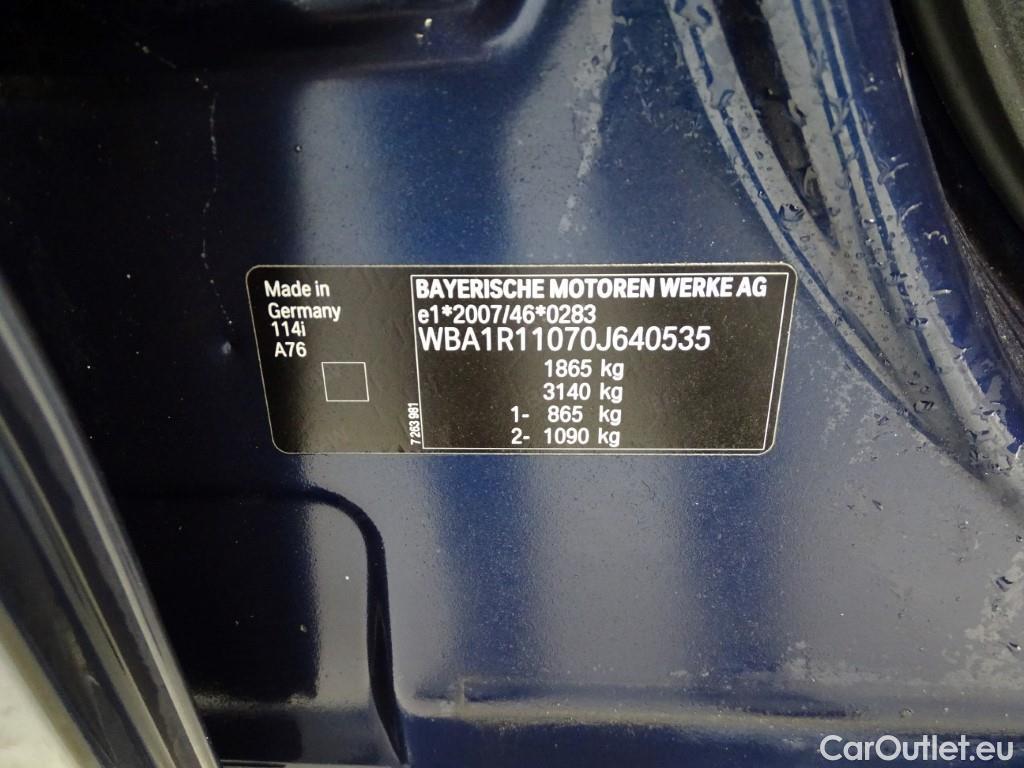 Made in
Germany
114i
A76
7 263 981
BAYERISCHE MOTOREN WERKE AG
e1*2007/46*0283
WBA1R11070J640535
1865 kg
3140 kg
1- 865 kg
2- 1090 kg
CarOutlet.eu